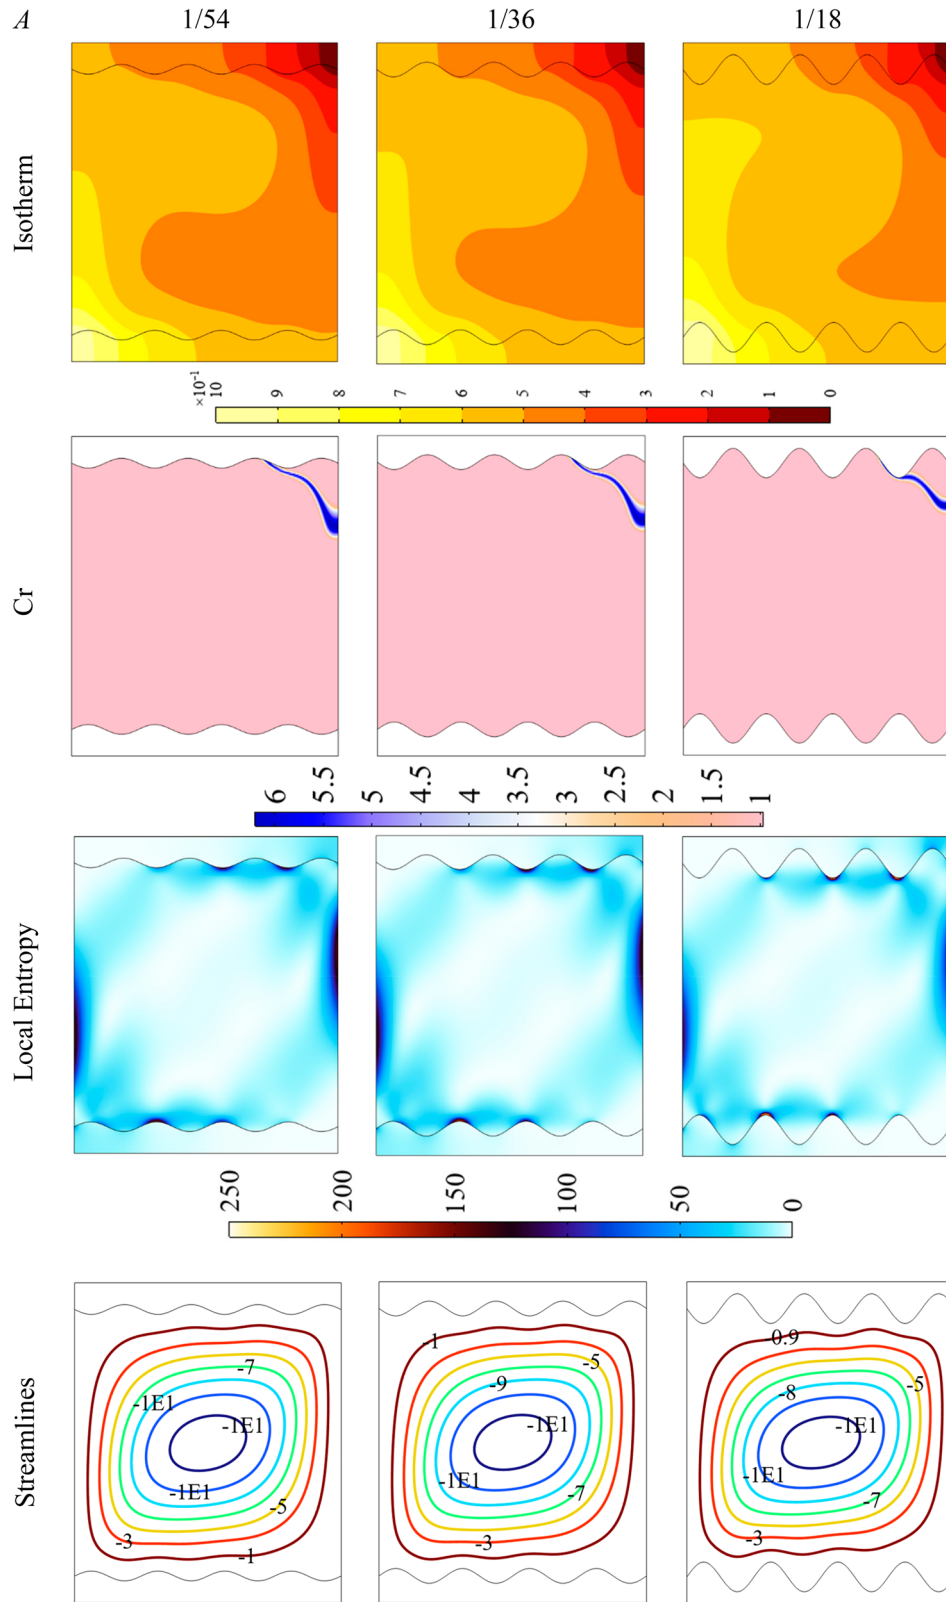 A 1/54 1/36 1/18
Isotherm
×10⁻¹
10 9 8 7 6 5 4 3 2 1 0
Cr
6 5.5 5 4.5 4 3.5 3 2.5 2 1.5 1
Local Entropy
250 200 150 100 50 0
Streamlines
-7 -1E1 -1E1 -1E1 -5 -3 -1
-1 -5 -9 -1E1 -1E1 -7 -3
-0.9 -5 -8 -1E1 -1E1 -7 -3